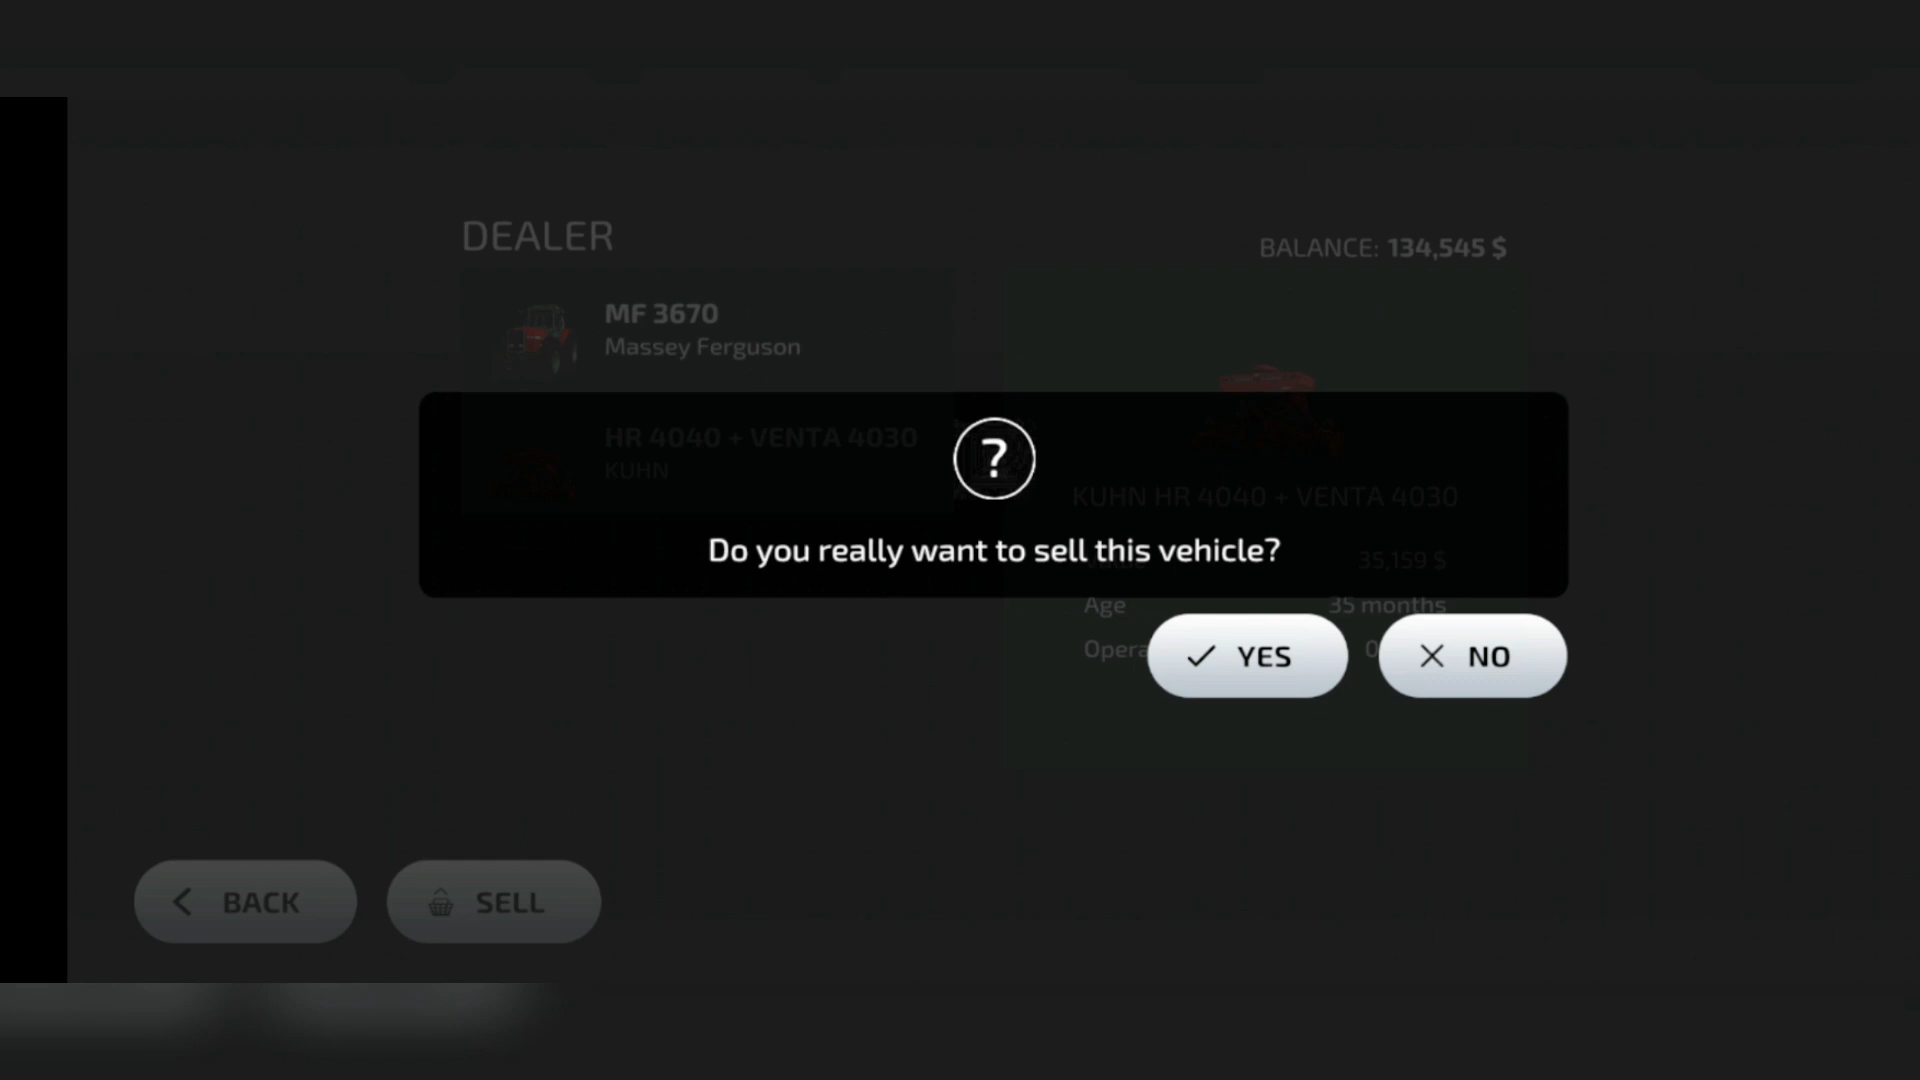 DEALER
BALANCE: 134,545 $
MF 3670
Massey Ferguson
HR 4040 + VENTA 4030
KUHN
?
KUHN HR 4040 + VENTA 4030
Do you really want to sell this vehicle?
35,159 $
Age 35 months
YES
NO
BACK
SELL